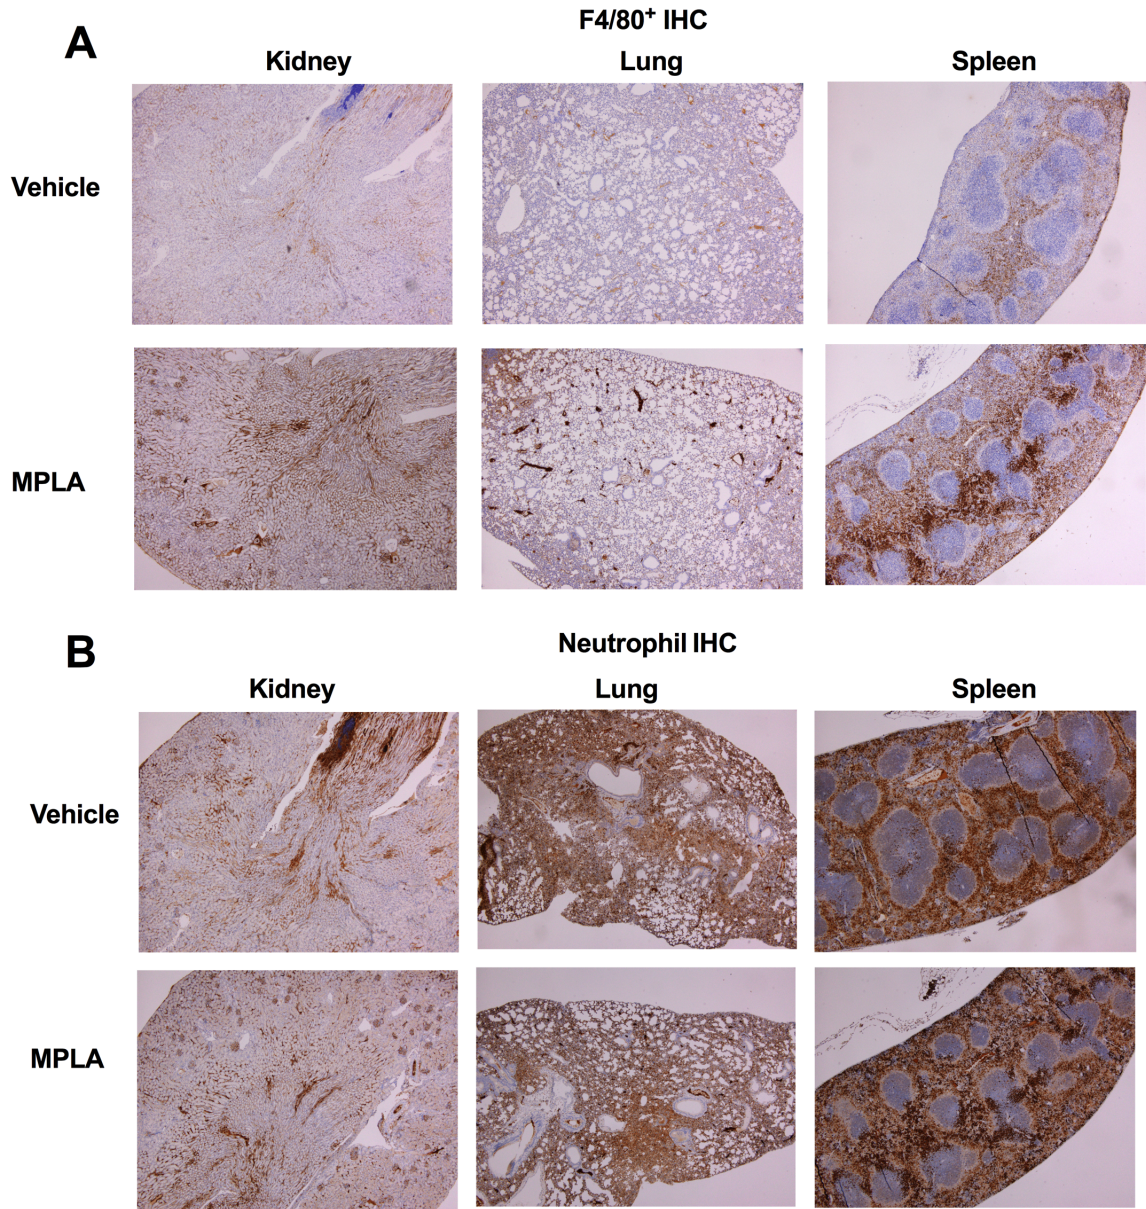 A
F4/80⁺ IHC
Kidney Lung Spleen
Vehicle
MPLA
B
Neutrophil IHC
Kidney Lung Spleen
Vehicle
MPLA